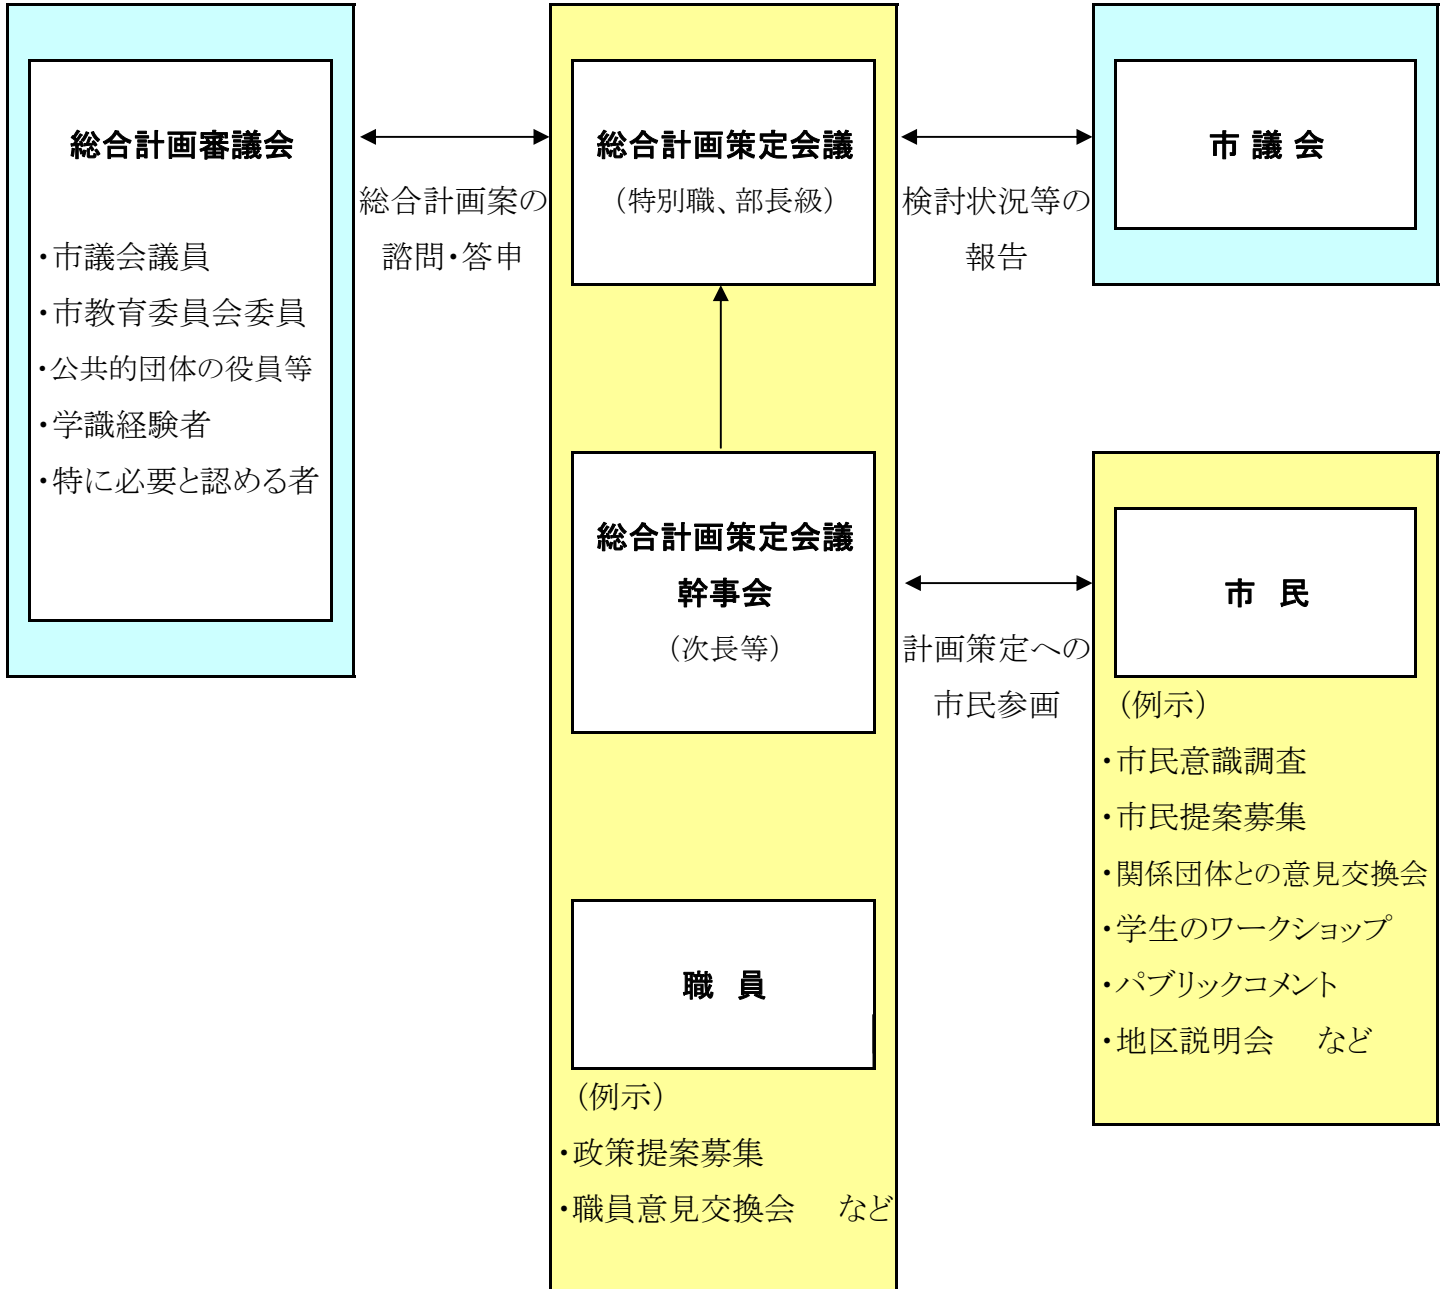 総合計画審議会
・市議会議員
・市教育委員会委員
・公共的団体の役員等
・学識経験者
・特に必要と認める者
総合計画案の
諮問・答申
総合計画策定会議
（特別職、部長級）
検討状況等の
報告
市 議 会
総合計画策定会議
幹事会
（次長等）
計画策定への
市民参画
市 民
（例示）
・市民意識調査
・市民提案募集
・関係団体との意見交換会
・学生のワークショップ
・パブリックコメント
・地区説明会　など
職 員
（例示）
・政策提案募集
・職員意見交換会　など